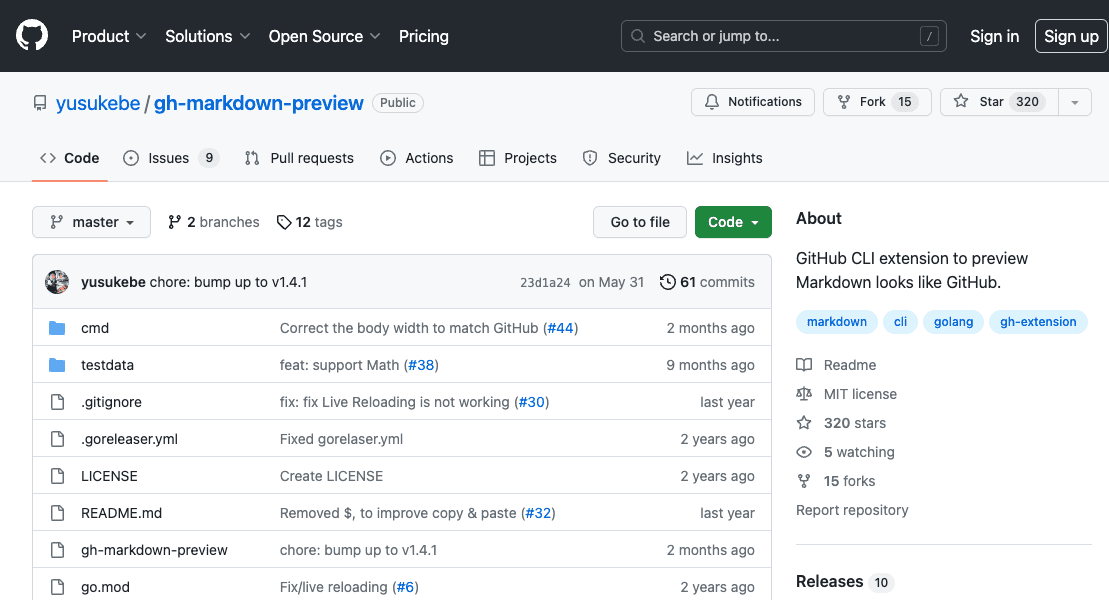 Product Solutions Open Source Pricing Search or jump to... / Sign in Sign up
yusukebe / gh-markdown-preview Public Notifications Fork 15 Star 320
Code Issues 9 Pull requests Actions Projects Security Insights
master 2 branches 12 tags Go to file Code
yusukebe chore: bump up to v1.4.1 23d1a24 on May 31 61 commits
cmd Correct the body width to match GitHub (#44) 2 months ago
testdata feat: support Math (#38) 9 months ago
.gitignore fix: fix Live Reloading is not working (#30) last year
.goreleaser.yml Fixed gorelaser.yml 2 years ago
LICENSE Create LICENSE 2 years ago
README.md Removed $, to improve copy & paste (#32) last year
gh-markdown-preview chore: bump up to v1.4.1 2 months ago
go.mod Fix/live reloading (#6) 2 years ago
About
GitHub CLI extension to preview
Markdown looks like GitHub.
markdown cli golang gh-extension
Readme
MIT license
320 stars
5 watching
15 forks
Report repository
Releases 10